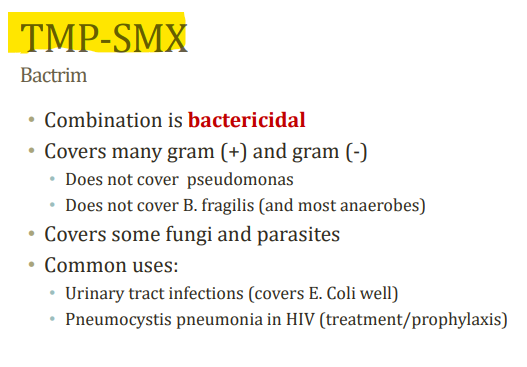 TMP-SMX
Bactrim
• Combination is bactericidal
• Covers many gram (+) and gram (-)
• Does not cover pseudomonas
• Does not cover B. fragilis (and most anaerobes)
• Covers some fungi and parasites
• Common uses:
• Urinary tract infections (covers E. Coli well)
• Pneumocystis pneumonia in HIV (treatment/prophylaxis)